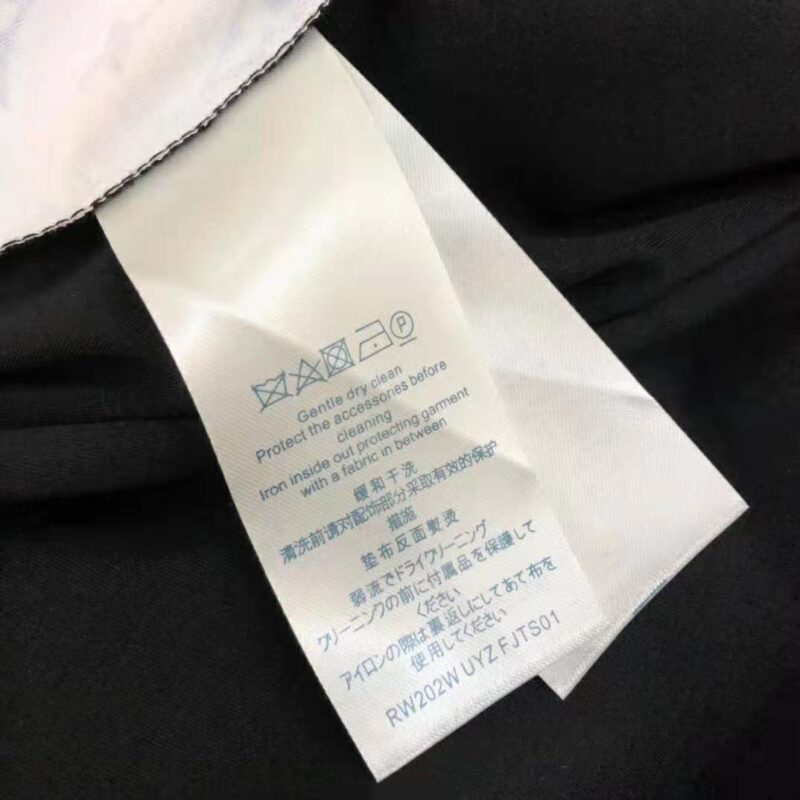 P
Gentle dry clean
Protect the accessories before
cleaning
Iron inside out protecting garment
with a fabric in between
緩和干洗
清洗前请对配饰部分采取有效的保护
措施
垫布反面熨烫
弱流でドライクリーニング
クリーニングの前に付属品を保護して
ください
アイロンの際は裏返しにしてあて布を
使用してください
RW202W UYZ FJTS01